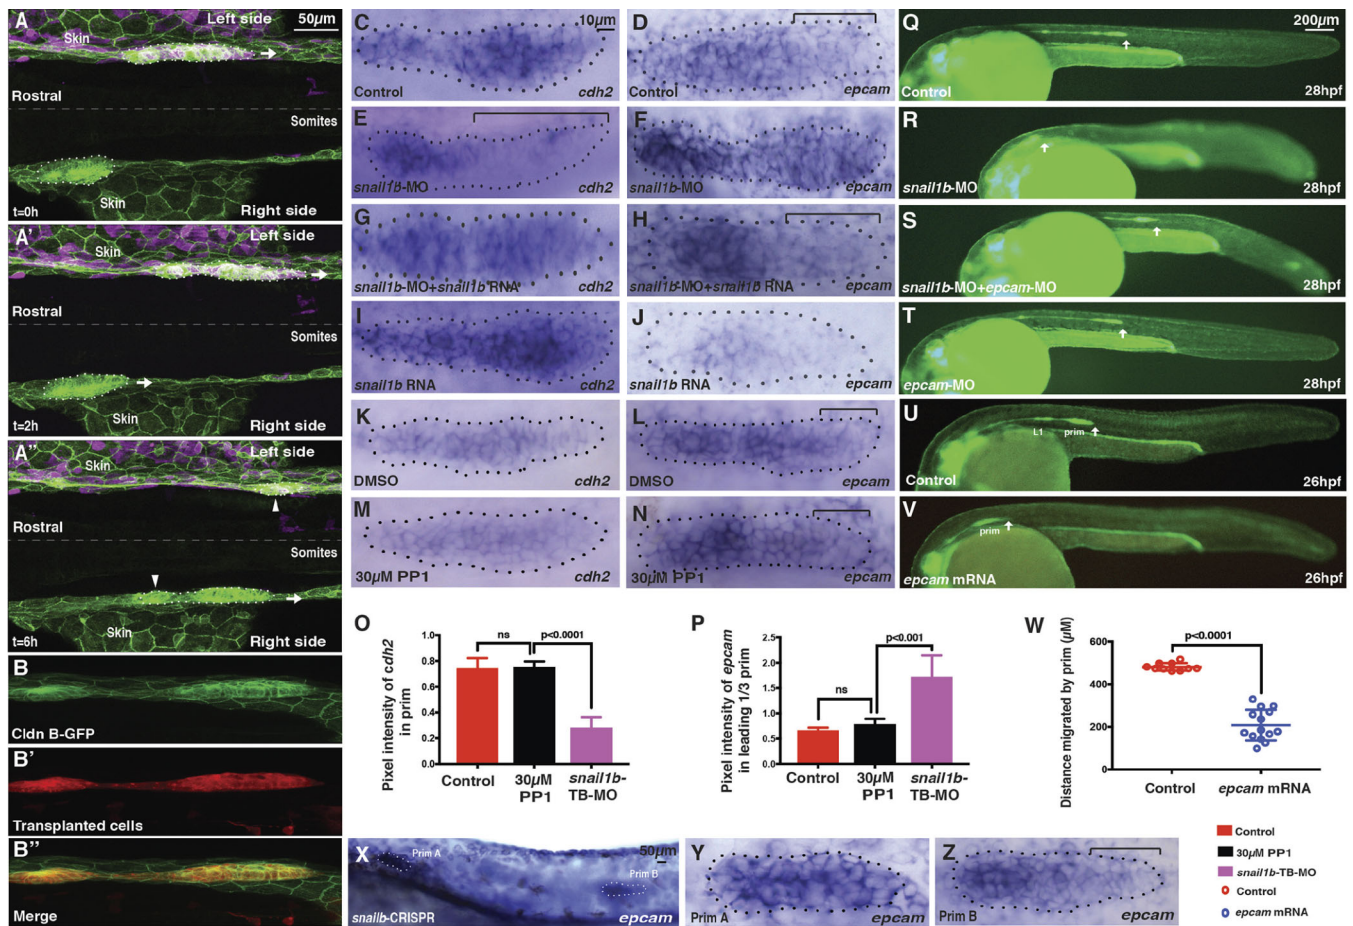 A
Left side
50µm
Skin
Rostral
Somites
Skin
t=0h
Right side
A'
Left side
Skin
Rostral
Somites
Skin
t=2h
Right side
A"
Left side
Skin
Rostral
Somites
Skin
t=6h
Right side
B
Cldn B-GFP
B'
Transplanted cells
B"
Merge
C
10µm
Control
cdh2
D
Control
epcam
E
snail1b-MO
cdh2
F
snail1b-MO
epcam
G
snail1b-MO+snail1b RNA
cdh2
H
snail1b-MO+snail1b RNA
epcam
I
snail1b RNA
cdh2
J
snail1b RNA
epcam
K
DMSO
cdh2
L
DMSO
epcam
M
30µM PP1
cdh2
N
30µM PP1
epcam
Q
200µm
Control
28hpf
R
snail1b-MO
28hpf
S
snail1b-MO+epcam-MO
28hpf
T
epcam-MO
28hpf
U
L1
prim
Control
26hpf
V
prim
epcam mRNA
26hpf
O
Pixel intensity of cdh2
in prim
1.0
0.8
0.6
0.4
0.2
0.0
ns
p<0.0001
Control
30µM
PP1
snail1b-
TB-MO
P
Pixel intensity of epcam
in leading 1/3 prim
2.5
2.0
1.5
1.0
0.5
0.0
ns
p<0.001
Control
30µM
PP1
snail1b-
TB-MO
W
Distance migrated by prim (µM)
600
400
200
0
p<0.0001
Control
epcam mRNA
X
Prim A
50µm
Prim B
snailb-CRISPR
epcam
Y
Prim A
epcam
Z
Prim B
epcam
Control
30µM PP1
snail1b-TB-MO
Control
epcam mRNA